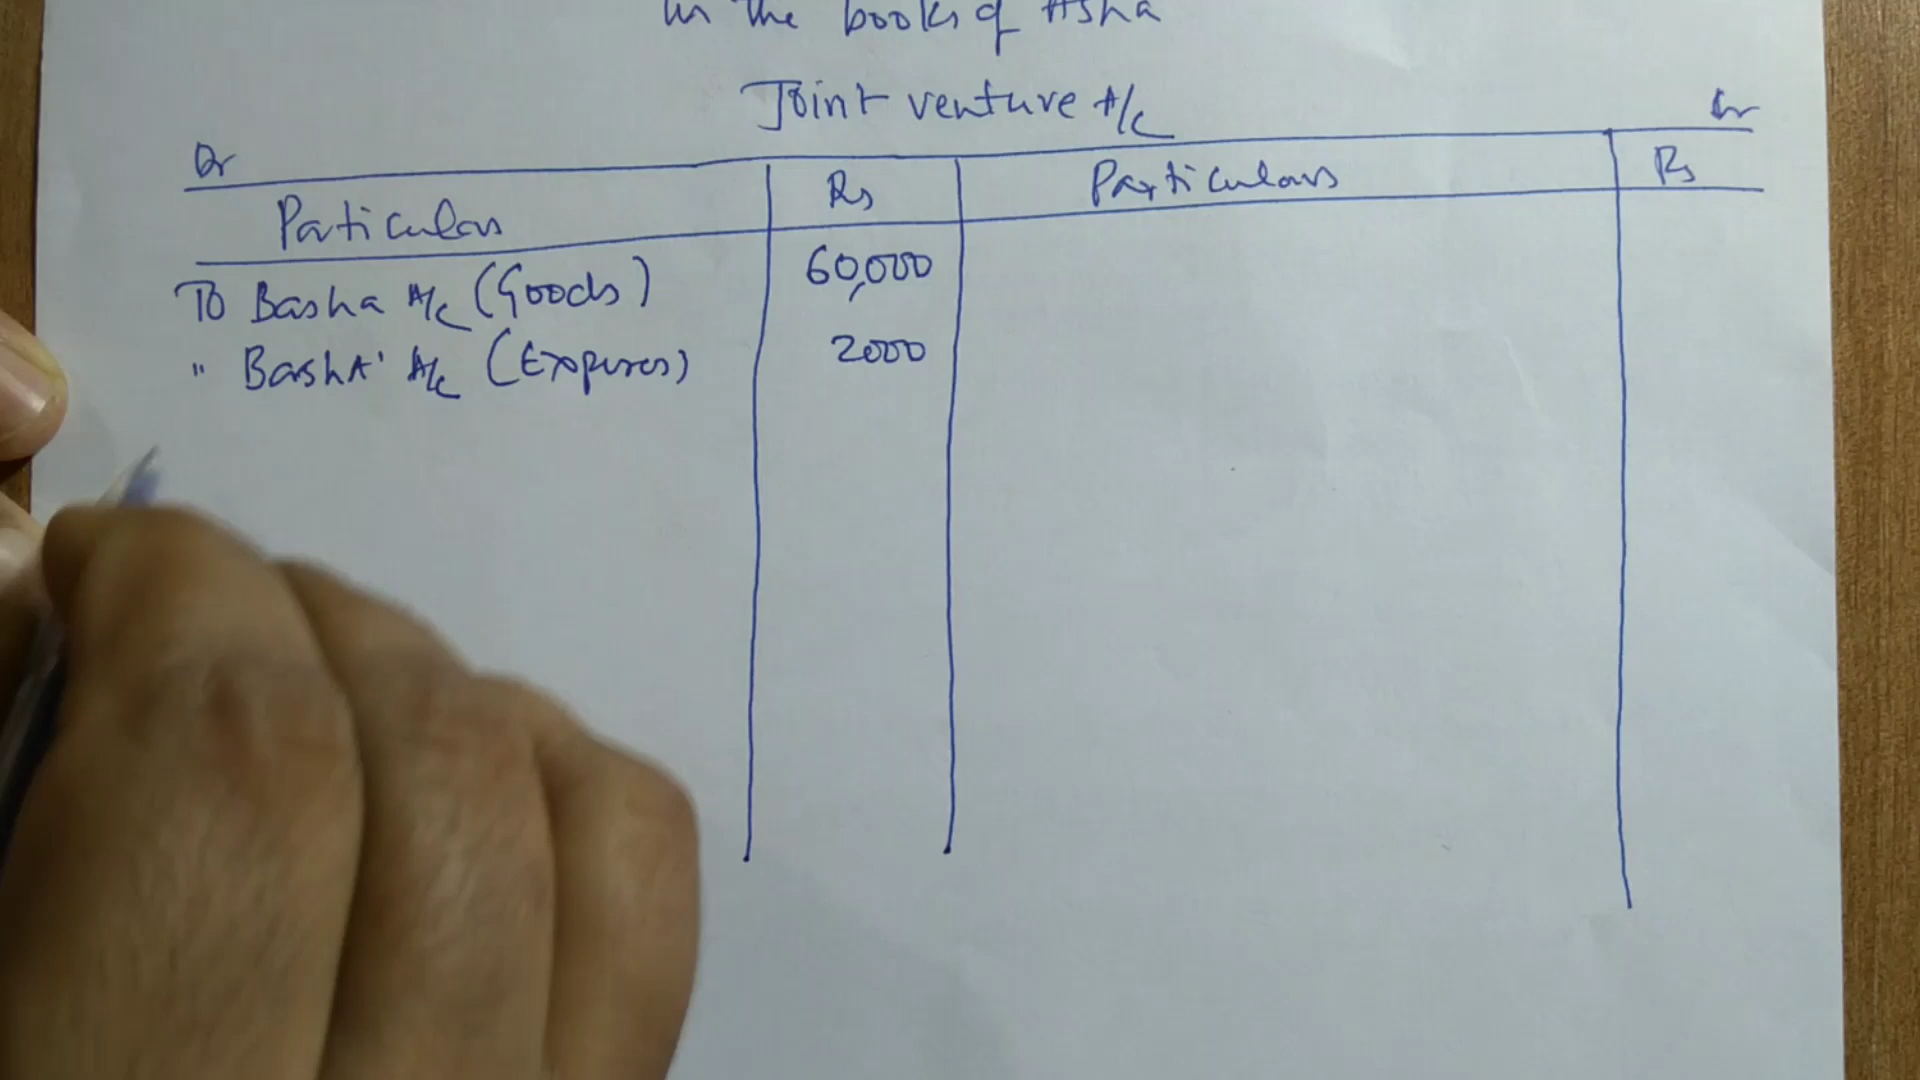 In the books of Asha
Joint venture A/c
Dr Cr
Particulars Rs Particulars Rs
To Basha A/c (Goods) 60,000
" Basha A/c (Expenses) 2000